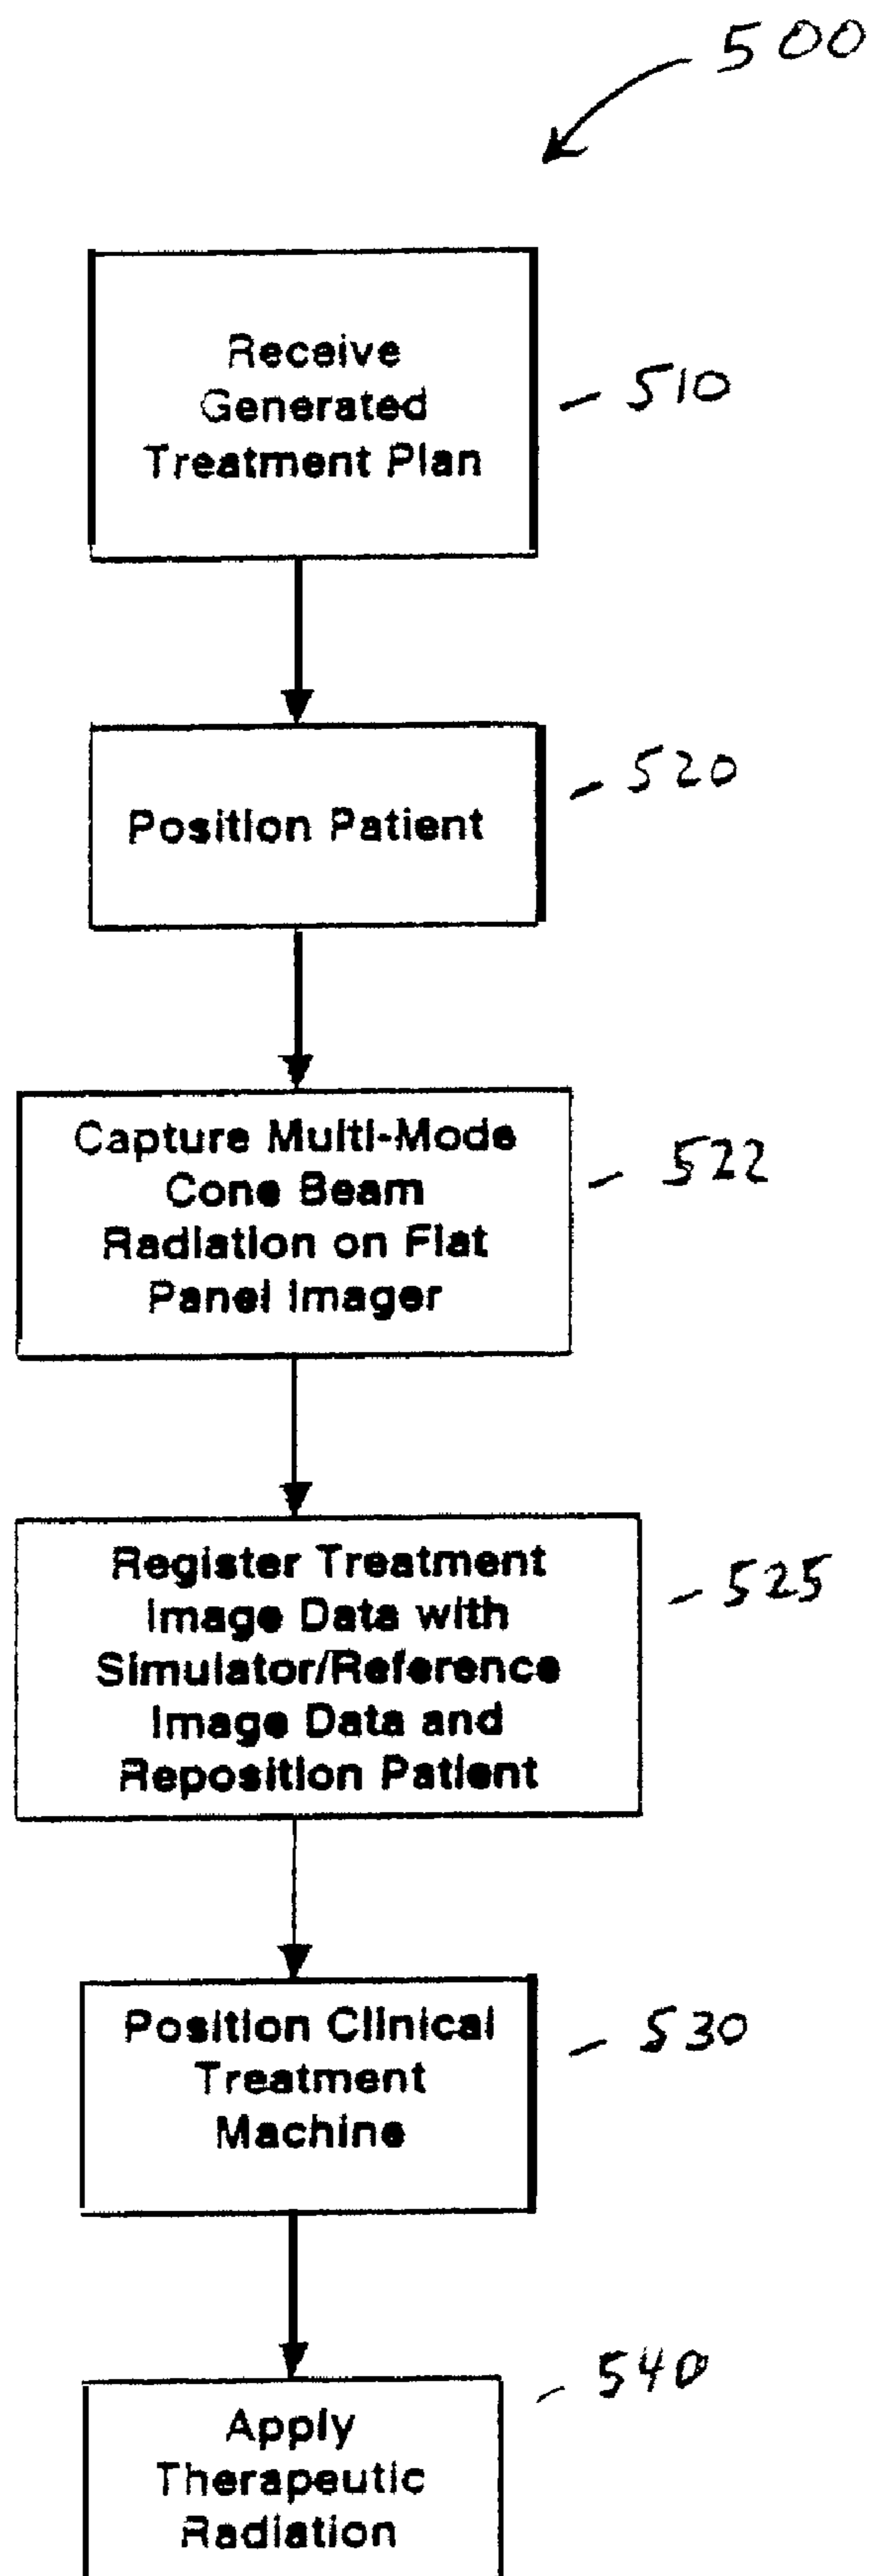 500
Receive
Generated
Treatment Plan
510
Position Patient
520
Capture Multi-Mode
Cone Beam
Radiation on Flat
Panel Imager
522
Register Treatment
Image Data with
Simulator/Reference
Image Data and
Reposition Patient
525
Position Clinical
Treatment
Machine
530
Apply
Therapeutic
Radiation
540